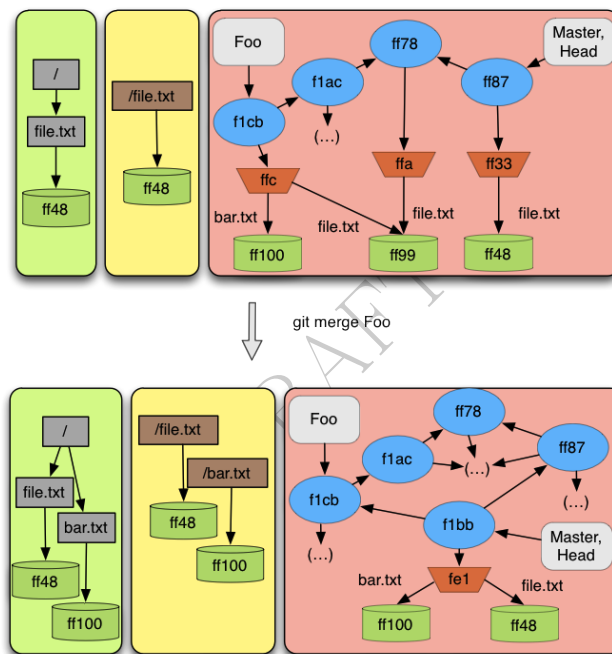 /
file.txt
ff48
/file.txt
ff48
Foo
ff78
Master,
Head
f1ac
ff87
f1cb
(...)
ffc
ffa
ff33
bar.txt
file.txt
file.txt
file.txt
ff100
ff99
ff48
git merge Foo
RAFT
/
file.txt
bar.txt
ff48
ff100
/file.txt
/bar.txt
ff48
ff100
Foo
ff78
f1ac
ff87
(...)
f1cb
(...)
f1bb
(...)
Master,
Head
bar.txt
fe1
file.txt
ff100
ff48